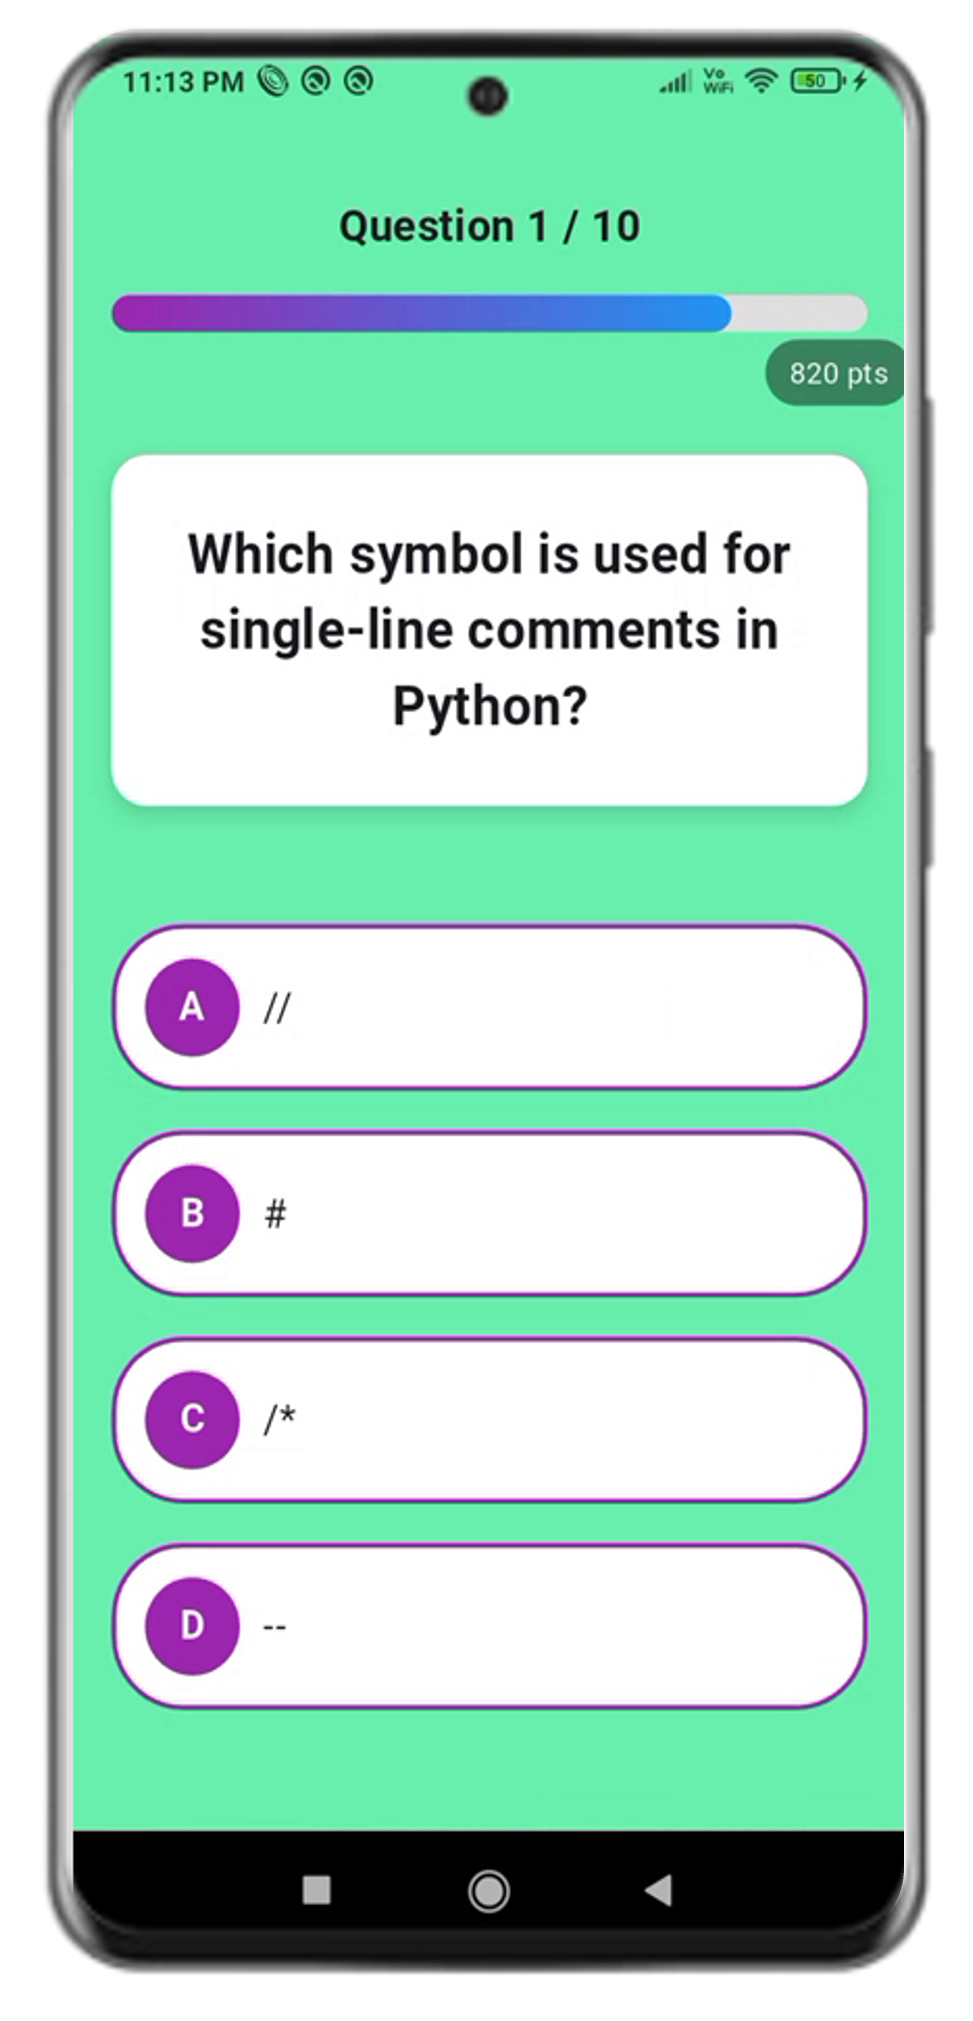 11:13 PM
Vo
WiFi
50
Question 1 / 10
820 pts
Which symbol is used for
single-line comments in
Python?
A //
B #
C /*
D --